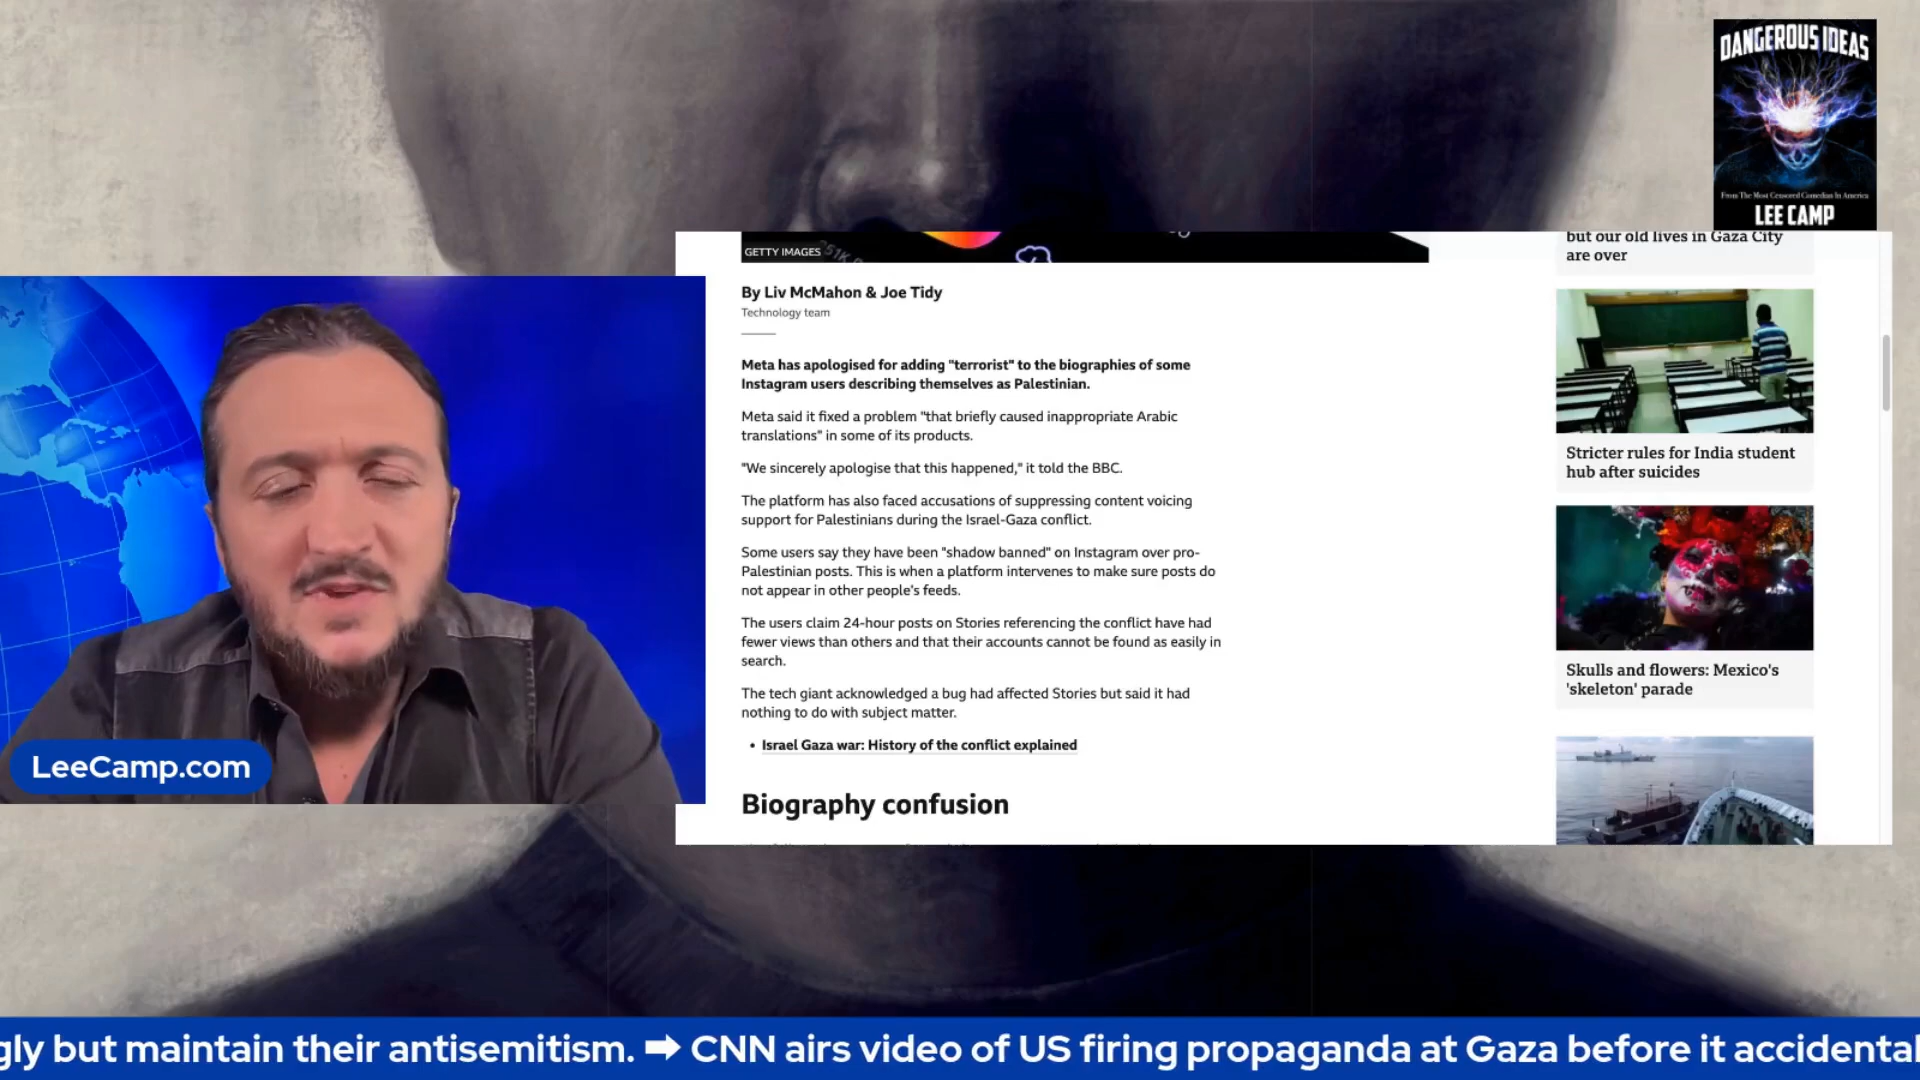 DANGEROUS IDEAS
From The Most Censored Comedian In America
LEE CAMP
GETTY IMAGES
By Liv McMahon & Joe Tidy
Technology team
Meta has apologised for adding "terrorist" to the biographies of some
Instagram users describing themselves as Palestinian.
Meta said it fixed a problem "that briefly caused inappropriate Arabic
translations" in some of its products.
"We sincerely apologise that this happened," it told the BBC.
The platform has also faced accusations of suppressing content voicing
support for Palestinians during the Israel-Gaza conflict.
Some users say they have been "shadow banned" on Instagram over pro-
Palestinian posts. This is when a platform intervenes to make sure posts do
not appear in other people's feeds.
The users claim 24-hour posts on Stories referencing the conflict have had
fewer views than others and that their accounts cannot be found as easily in
search.
The tech giant acknowledged a bug had affected Stories but said it had
nothing to do with subject matter.
• Israel Gaza war: History of the conflict explained
Biography confusion
but our old lives in Gaza City
are over
Stricter rules for India student
hub after suicides
Skulls and flowers: Mexico's
'skeleton' parade
LeeCamp.com
gly but maintain their antisemitism. ➡ CNN airs video of US firing propaganda at Gaza before it accidental